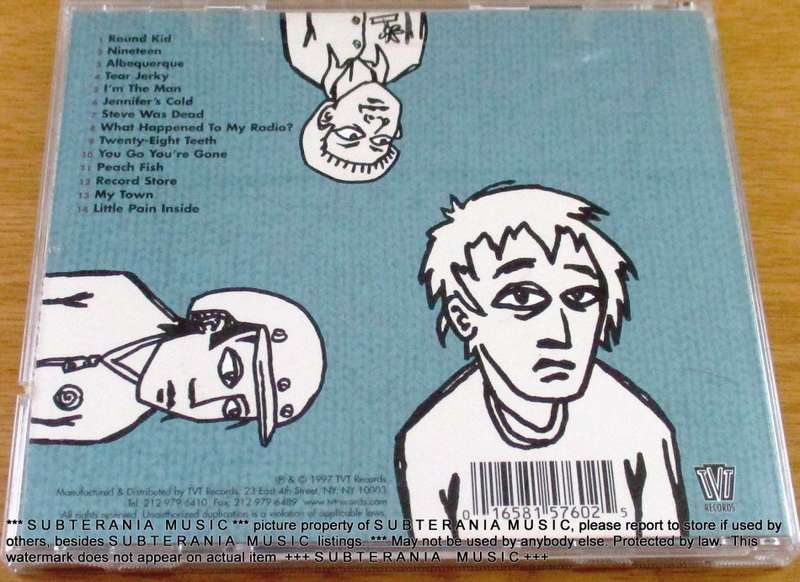 1 Round Kid
2 Nineteen
3 Albequerque
4 Tear Jerky
5 I'm The Man
6 Jennifer's Cold
7 Steve Was Dead
8 What Happened To My Radio?
9 Twenty-Eight Teeth
10 You Go You're Gone
11 Peach Fish
12 Record Store
13 My Town
14 Little Pain Inside
℗ & © 1997 TVT Records
Manufactured & Distributed by TVT Records, 23 East 4th Street, NY, NY 10003
Tel. 212 979 6410 Fax. 212 979 6489 www.tvtrecords.com
All rights reserved. Unauthorized duplication is a violation of applicable laws.
0 16581 57602 5
TVT
RECORDS
*** S U B T E R A N I A M U S I C *** picture property of S U B T E R A N I A M U S I C, please report to store if used by
others, besides S U B T E R A N I A M U S I C listings. *** May not be used by anybody else. Protected by law. This
watermark does not appear on actual item. +++ S U B T E R A N I A M U S I C +++